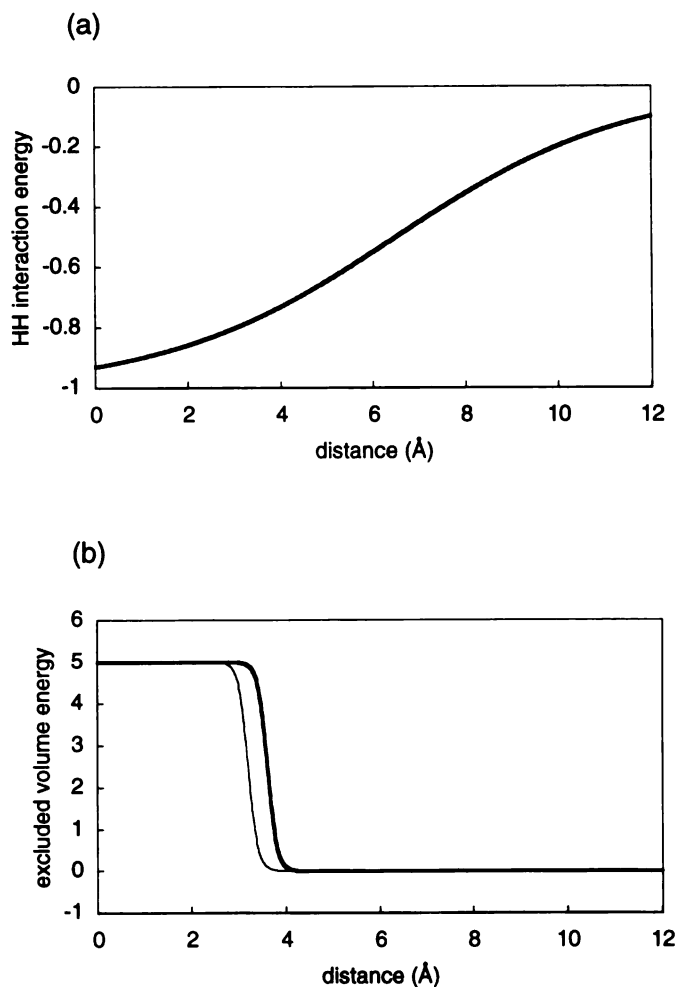 (a)
0
-0.2
-0.4
-0.6
-0.8
-1
HH interaction energy
0 2 4 6 8 10 12
distance (Å)
(b)
6
5
4
3
2
1
0
-1
excluded volume energy
0 2 4 6 8 10 12
distance (Å)